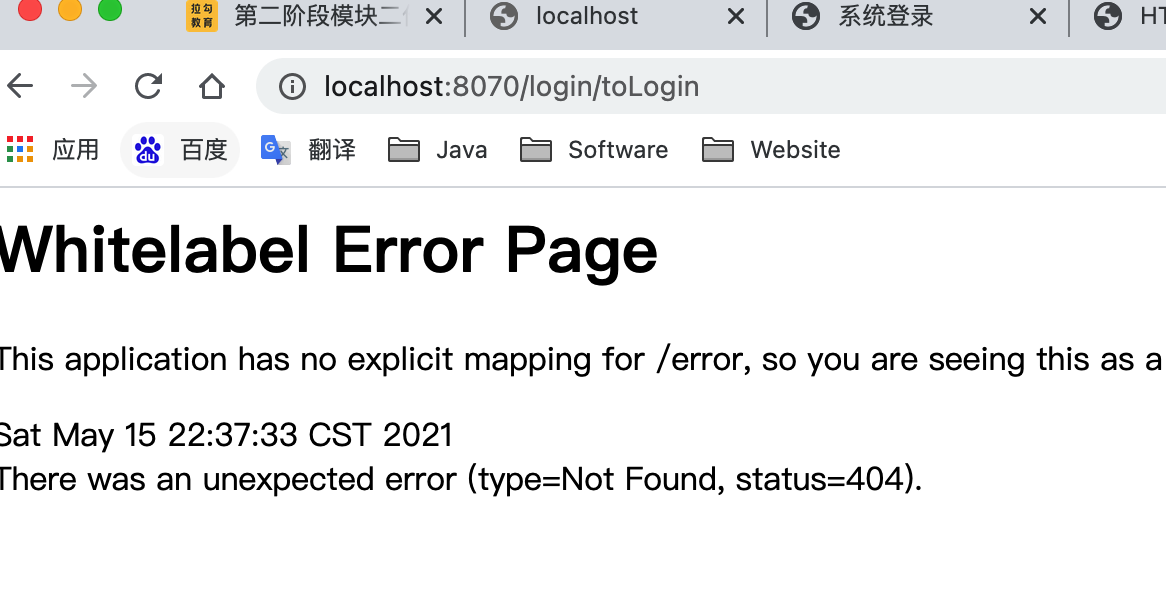 拉勾教育 第二阶段模块二 localhost 系统登录 HT
localhost:8070/login/toLogin
应用 百度 翻译 Java Software Website
Whitelabel Error Page
This application has no explicit mapping for /error, so you are seeing this as a
Sat May 15 22:37:33 CST 2021
There was an unexpected error (type=Not Found, status=404).